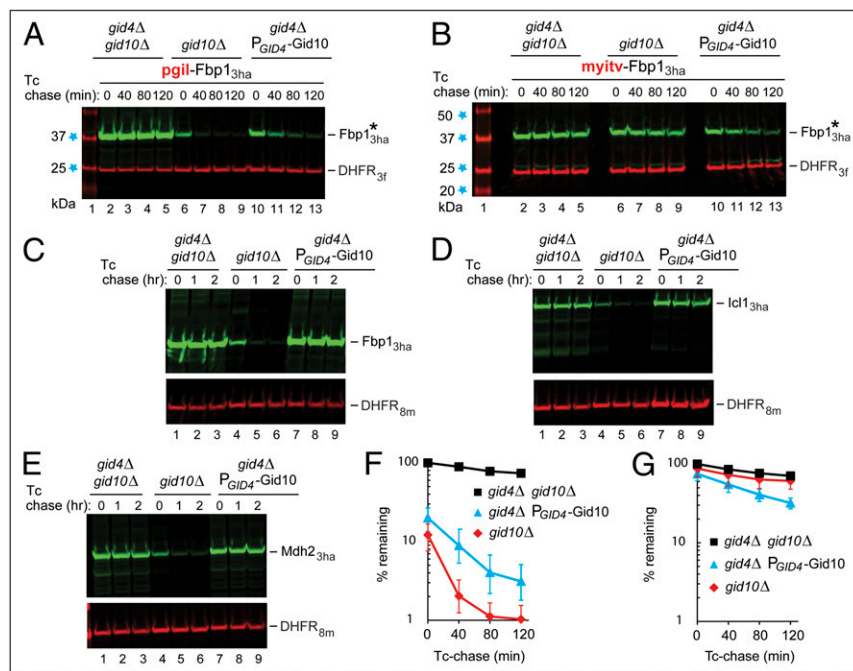 A
gid4Δ
gid10Δ gid10Δ gid4Δ
PGID4-Gid10
pgil-Fbp13ha
Tc
chase (min): 0 40 80 120 0 40 80 120 0 40 80 120
37
25
kDa
Fbp1*3ha
DHFR3f
1 2 3 4 5 6 7 8 9 10 11 12 13
B
gid4Δ
gid10Δ gid10Δ gid4Δ
PGID4-Gid10
myitv-Fbp13ha
Tc
chase (min): 0 40 80 120 0 40 80 120 0 40 80 120
50
37
25
20
kDa
Fbp1*3ha
DHFR3f
1 2 3 4 5 6 7 8 9 10 11 12 13
C
gid4Δ
gid10Δ gid10Δ gid4Δ
PGID4-Gid10
Tc
chase (hr): 0 1 2 0 1 2 0 1 2
Fbp13ha
DHFR8m
1 2 3 4 5 6 7 8 9
D
gid4Δ
gid10Δ gid10Δ gid4Δ
PGID4-Gid10
Tc
chase (hr): 0 1 2 0 1 2 0 1 2
Icl13ha
DHFR8m
1 2 3 4 5 6 7 8 9
E
gid4Δ
gid10Δ gid10Δ gid4Δ
PGID4-Gid10
Tc
chase (hr): 0 1 2 0 1 2 0 1 2
Mdh23ha
DHFR8m
1 2 3 4 5 6 7 8 9
F
% remaining
100
10
1
gid4Δ gid10Δ
gid4Δ PGID4-Gid10
gid10Δ
0 40 80 120
Tc-chase (min)
G
% remaining
100
10
1
gid4Δ gid10Δ
gid4Δ PGID4-Gid10
gid10Δ
0 40 80 120
Tc-chase (min)